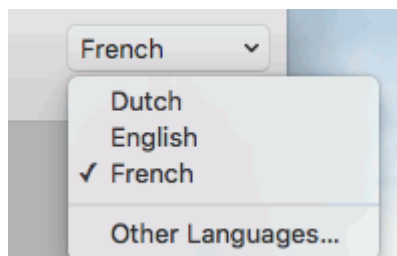 French
Dutch
English
✓ French
Other Languages...